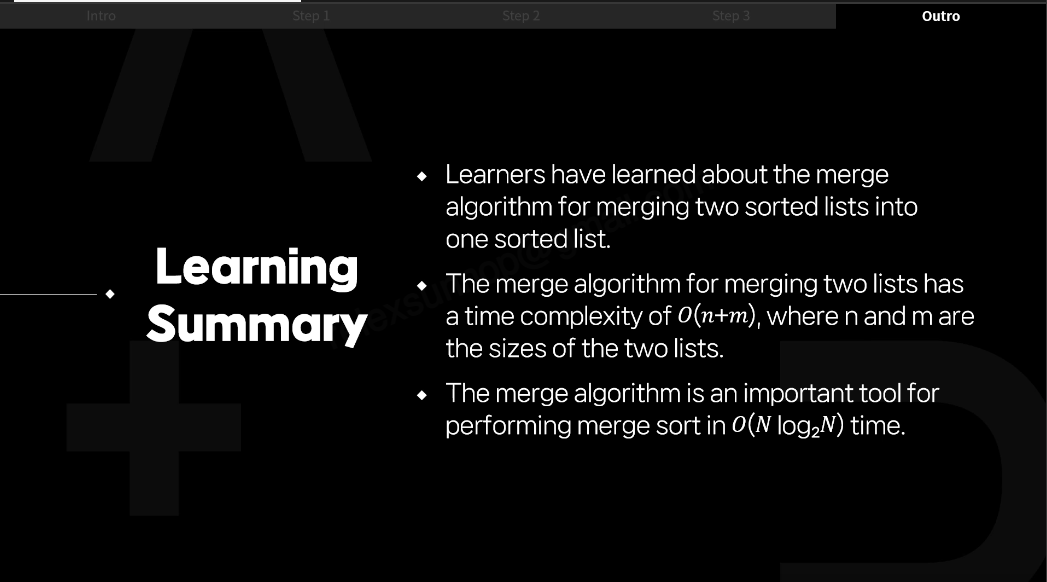 Intro
Step 1
Step 2
Step 3
Outro
Learning
Summary
Learners have learned about the merge
algorithm for merging two sorted lists into
one sorted list.
The merge algorithm for merging two lists has
a time complexity of O(n+m), where n and m are
the sizes of the two lists.
The merge algorithm is an important tool for
performing merge sort in O(N log₂N) time.